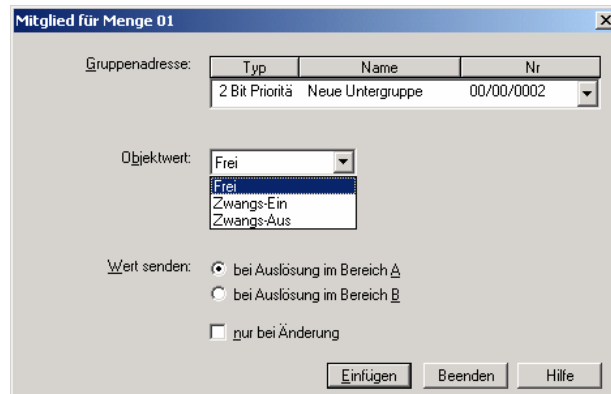 Mitglied für Menge 01
Gruppenadresse:
Typ Name Nr
2 Bit Prioritä Neue Untergruppe 00/00/0002
Objektwert: Frei
Frei
Zwangs-Ein
Zwangs-Aus
Wert senden: bei Auslösung im Bereich A
bei Auslösung im Bereich B
nur bei Änderung
Einfügen Beenden Hilfe